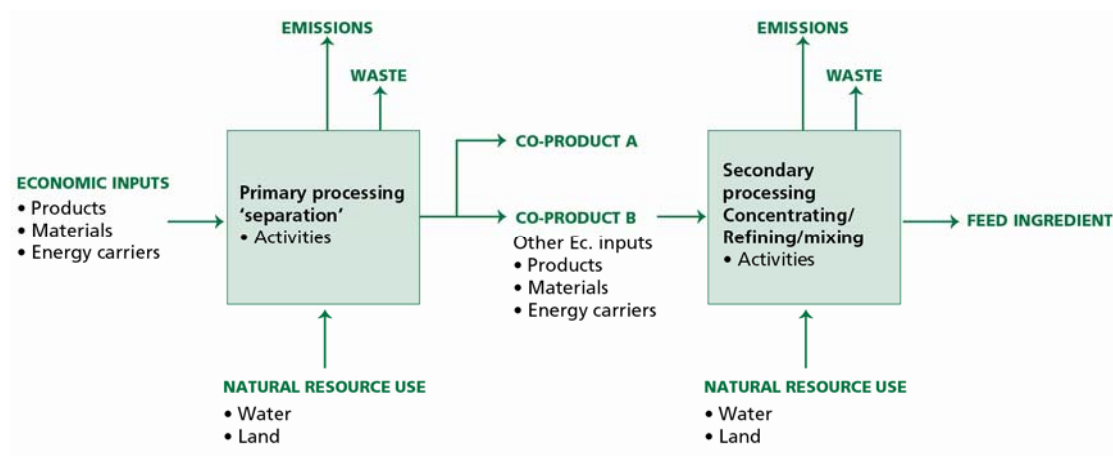 EMISSIONS
WASTE
ECONOMIC INPUTS
• Products
• Materials
• Energy carriers
Primary processing
‘separation’
• Activities
NATURAL RESOURCE USE
• Water
• Land
CO-PRODUCT A
CO-PRODUCT B
Other Ec. inputs
• Products
• Materials
• Energy carriers
EMISSIONS
WASTE
Secondary
processing
Concentrating/
Refining/mixing
• Activities
NATURAL RESOURCE USE
• Water
• Land
FEED INGREDIENT